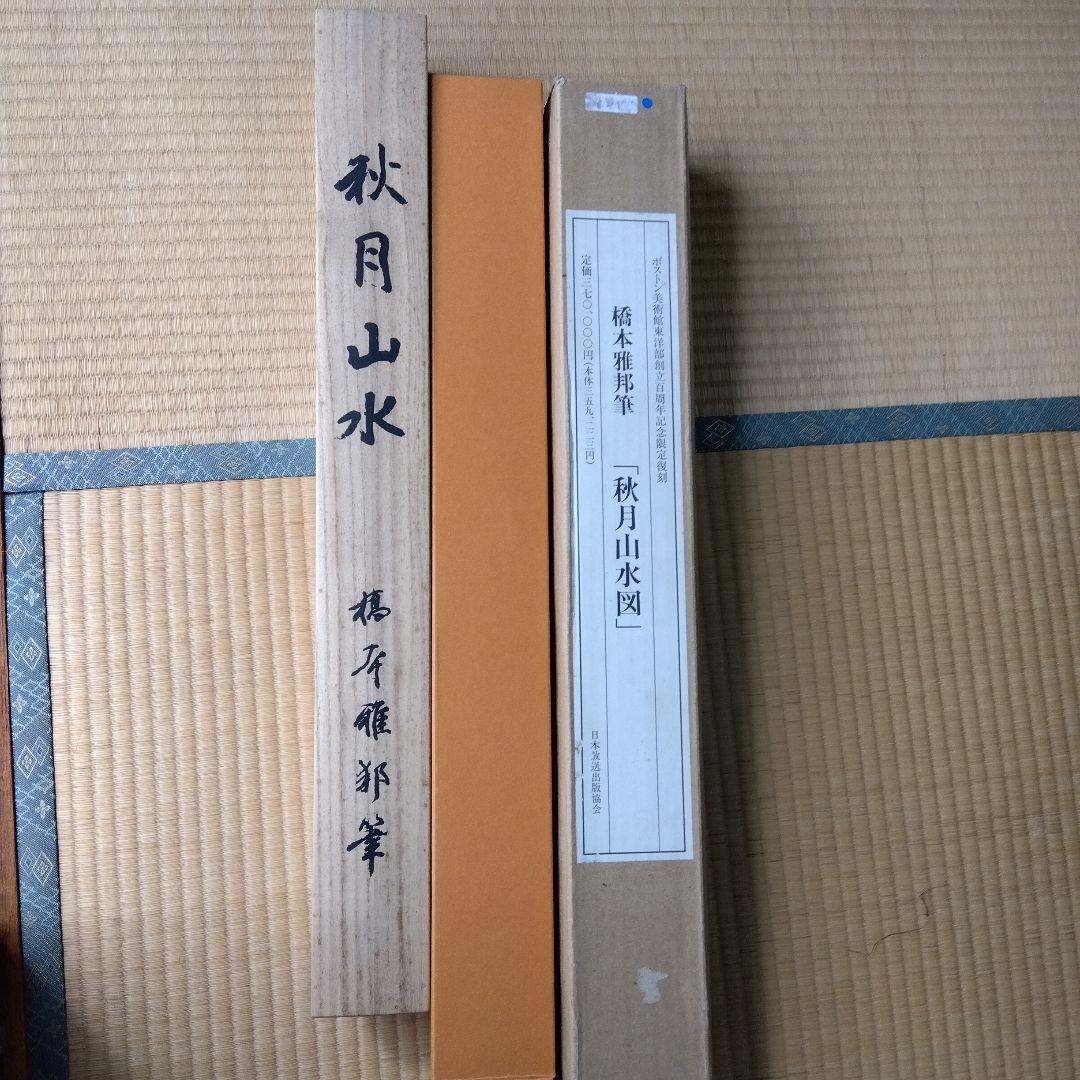 秋月山水
橋本雅邦筆
ボストン美術館東洋部創立百周年記念限定復刻
橋本雅邦筆 「秋月山水図」
定価三七〇、〇〇〇円(本体三五九、二二三円)
日本放送出版協会